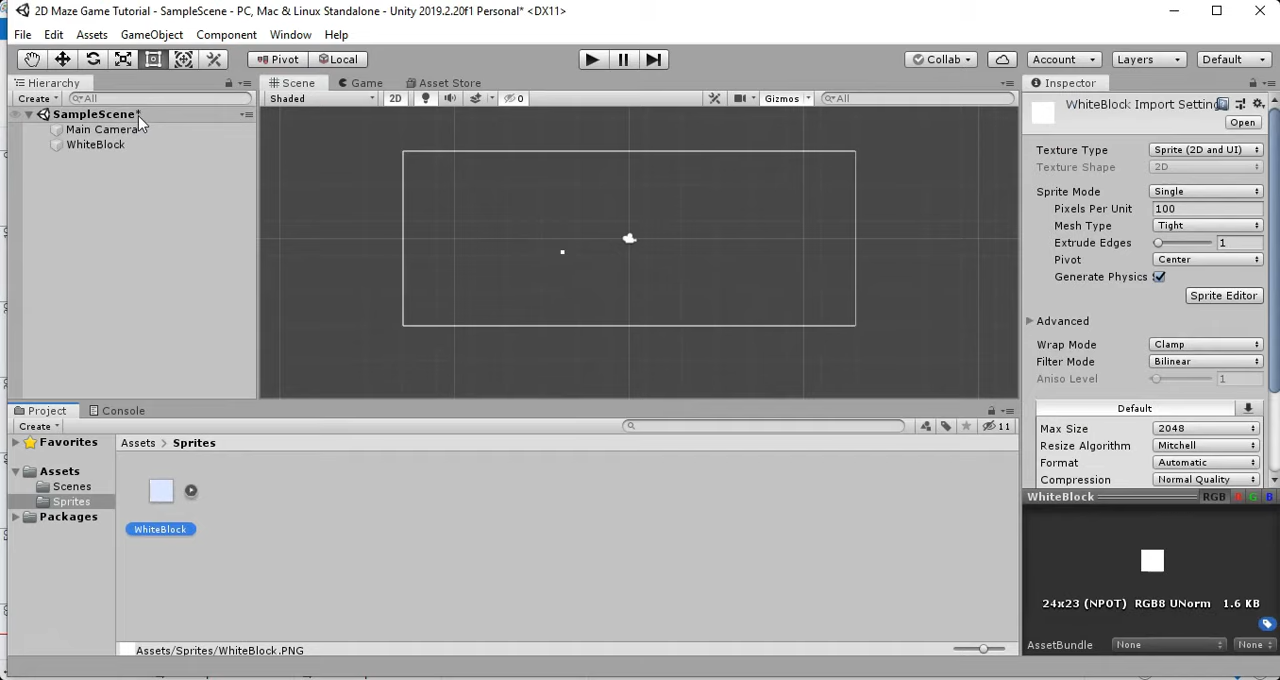 2D Maze Game Tutorial - SampleScene - PC, Mac & Linux Standalone - Unity 2019.2.20f1 Personal* <DX11>
File Edit Assets GameObject Component Window Help
Pivot Local Collab Account Layers Default
Hierarchy Scene Game Asset Store Inspector
Create All Shaded 2D 0 Gizmos All
WhiteBlock Import Setting
Open
SampleScene*
Main Camera
WhiteBlock
Texture Type Sprite (2D and UI)
Texture Shape 2D
Sprite Mode Single
Pixels Per Unit 100
Mesh Type Tight
Extrude Edges 1
Pivot Center
Generate Physics
Sprite Editor
Advanced
Wrap Mode Clamp
Filter Mode Bilinear
Aniso Level 1
Default
Max Size 2048
Resize Algorithm Mitchell
Format Automatic
Compression Normal Quality
Project Console
Create 11
Favorites
Assets > Sprites
Assets
Scenes
Sprites
Packages
WhiteBlock
Assets/Sprites/WhiteBlock.PNG
WhiteBlock RGB R G B
24x23 (NPOT) RGB8 UNorm 1.6 KB
AssetBundle None None